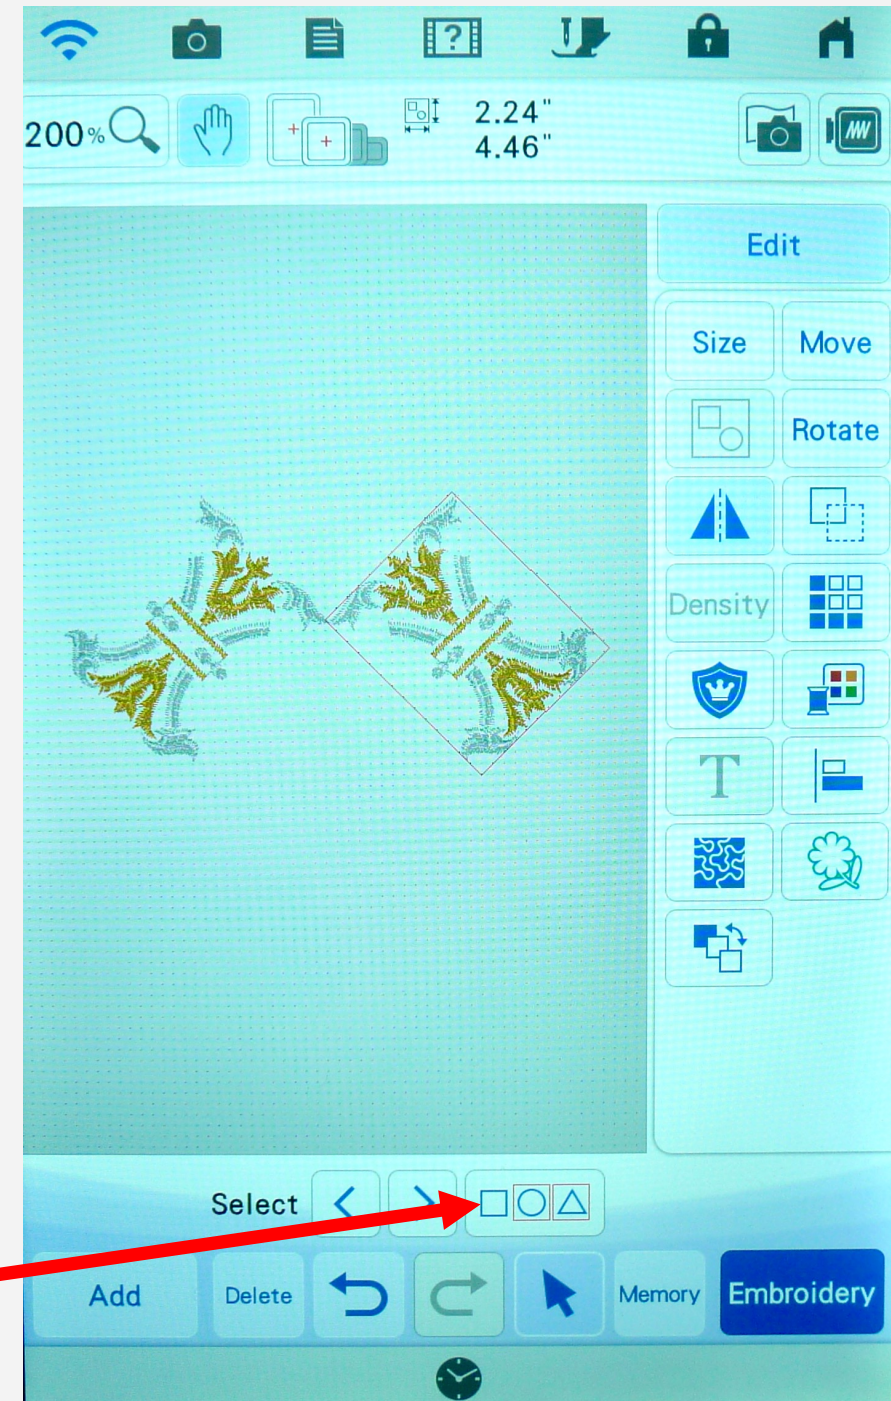 ?
200%
2.24"
4.46"
Edit
Size
Move
Rotate
Density
T
Select
Add
Delete
Memory
Embroidery